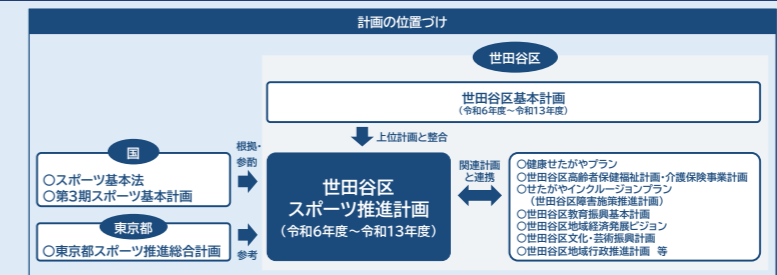 計画の位置づけ
世田谷区
世田谷区基本計画
(令和6年度~令和13年度)
上位計画と整合
国
○スポーツ基本法
○第3期スポーツ基本計画
根拠・
参酌
東京都
○東京都スポーツ推進総合計画
参考
世田谷区
スポーツ推進計画
(令和6年度~令和13年度)
関連計画
と連携
○健康せたがやプラン
○世田谷区高齢者保健福祉計画・介護保険事業計画
○せたがやインクルージョンプラン
(世田谷区障害施策推進計画)
○世田谷区教育振興基本計画
○世田谷区地域経済発展ビジョン
○世田谷区文化・芸術振興計画
○世田谷区地域行政推進計画 等